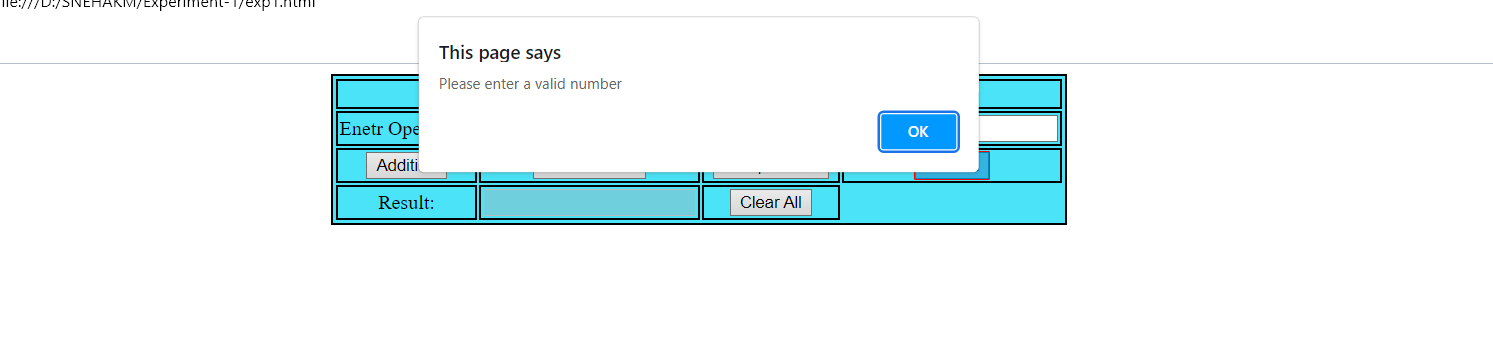 file:///D:/SNEHAKM/Experiment-1/exp1.html
This page says
Please enter a valid number
OK
Enetr Ope
Additi
Result:
Clear All